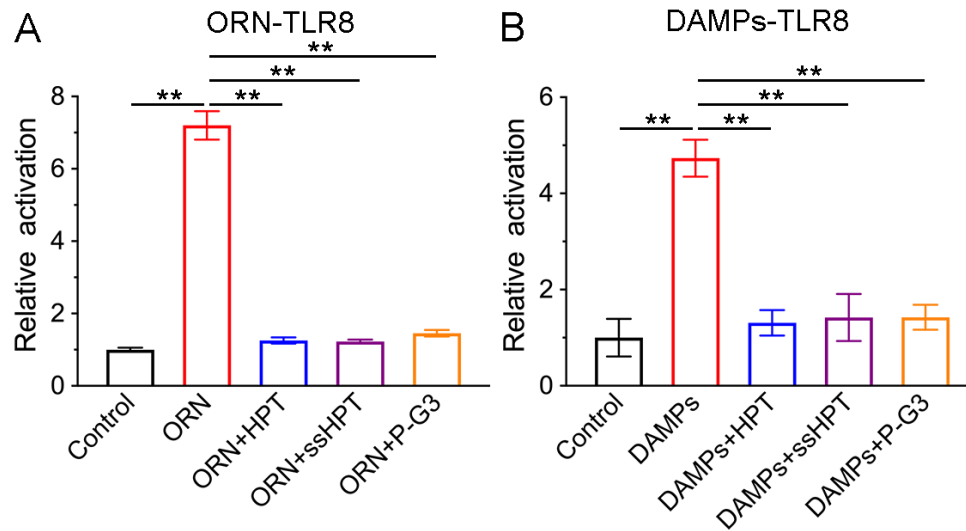 A
ORN-TLR8
**
**
**
**
Relative activation
8
6
4
2
0
Control
ORN
ORN+HPT
ORN+ssHPT
ORN+P-G3
B
DAMPs-TLR8
**
**
**
**
Relative activation
6
4
2
0
Control
DAMPs
DAMPs+HPT
DAMPs+ssHPT
DAMPs+P-G3